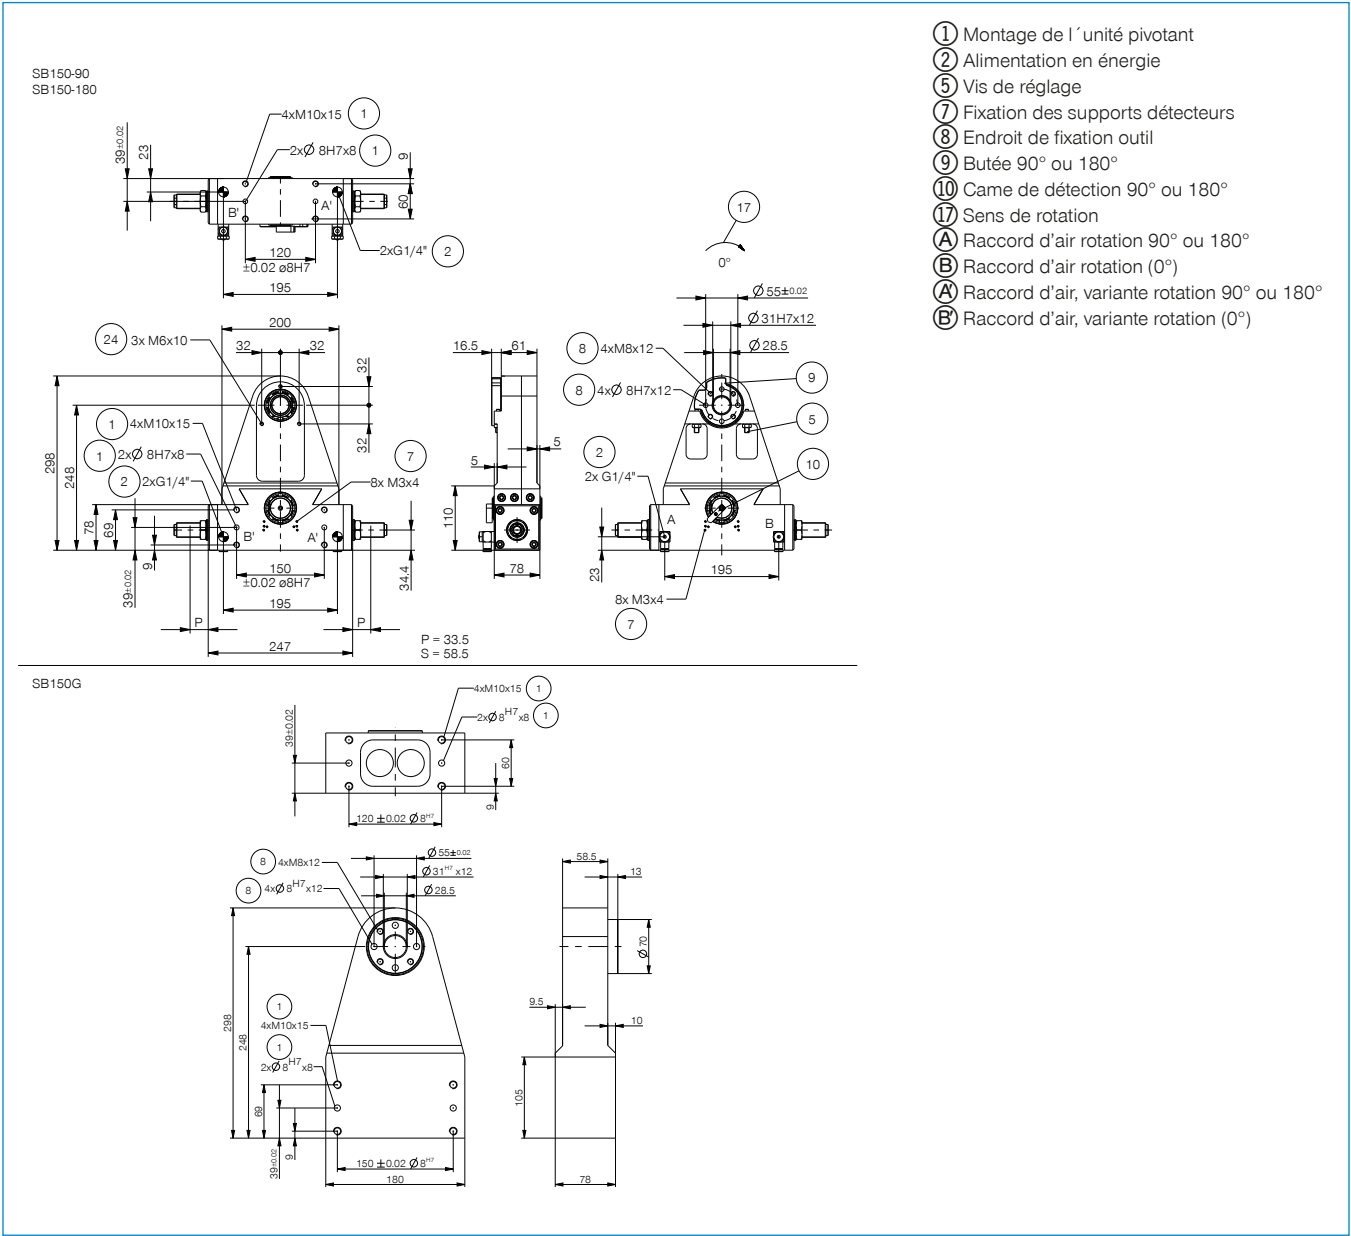 SB150-90
SB150-180
4xM10x15 1
2xØ 8H7x8 1
39±0.02
23
9
60
B'
A'
2xG1/4" 2
120
±0.02 ø8H7
195
200
24 3x M6x10
32
32
32
32
1 4xM10x15
1 2xØ 8H7x8
2 2xG1/4"
7
8x M3x4
298
248
78
69
39±0.02
9
B'
A'
150
±0.02 ø8H7
195
34.4
P
P
247
P = 33.5
S = 58.5
16.5
61
5
5
110
78
17
0°
Ø 55±0.02
Ø 31H7x12
Ø 28.5
8 4xM8x12
8 4xØ 8H7x12
9
5
10
2
2x G1/4"
A
B
23
195
8x M3x4
7
SB150G
4xM10x15 1
2xØ 8H7x8 1
39±0.02
60
9
120 ±0.02 Ø 8H7
8 4xM8x12
8 4xØ 8H7x12
Ø 55±0.02
Ø 31H7 x12
Ø 28.5
298
248
1
4xM10x15
1
2xØ 8H7x8
69
39±0.02
9
150 ±0.02 Ø 8H7
180
58.5
13
Ø 70
9.5
10
105
78
1 Montage de l´unité pivotant
2 Alimentation en énergie
5 Vis de réglage
7 Fixation des supports détecteurs
8 Endroit de fixation outil
9 Butée 90° ou 180°
10 Came de détection 90° ou 180°
17 Sens de rotation
A Raccord d’air rotation 90° ou 180°
B Raccord d’air rotation (0°)
A' Raccord d’air, variante rotation 90° ou 180°
B' Raccord d’air, variante rotation (0°)